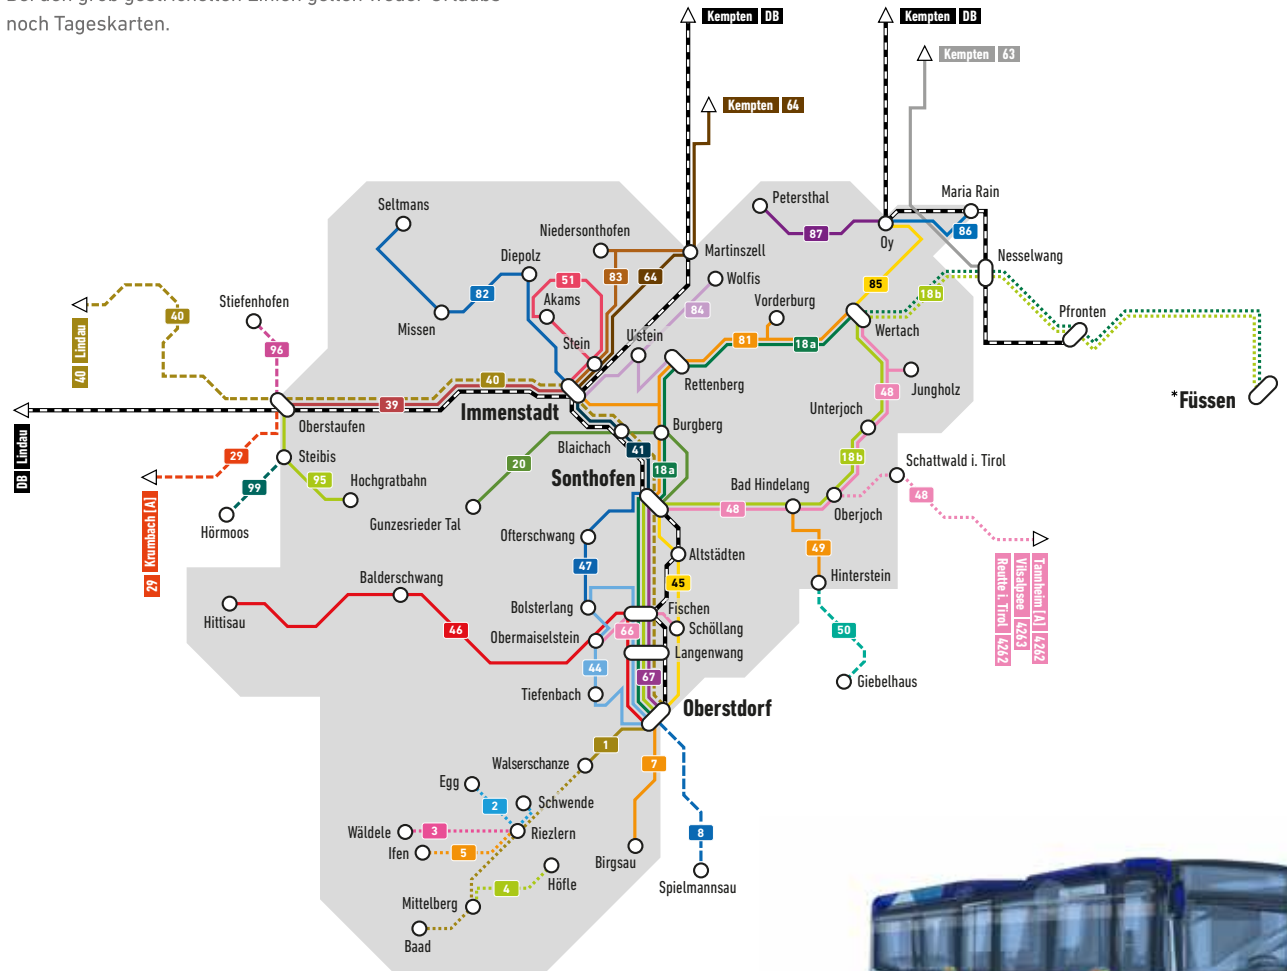 noch Tageskarten.
Kempten DB
Kempten DB
Kempten 63
Kempten 64
Petersthal
Maria Rain
Seltmans
87
86
Oy
Niedersonthofen
Martinszell
Nesselwang
Diepolz
83
64
Wolfis
51
85
82
Akams
84
Vorderburg
18b
Stiefenhofen
40
Missen
Wertach
Pfronten
96
Stein
81
18a
40 Lindau
40
Rettenberg
48
Jungholz
39
Immenstadt
Unterjoch
*Füssen
Oberstaufen
Burgberg
Blaichach
41
DB Lindau
29
Steibis
20
18a
18b
Schattwald i. Tirol
95
Hochgratbahn
Sonthofen
Bad Hindelang
99
48
48
Hörmoos
Gunzesrieder Tal
Oberjoch
29 Krumbach [A]
Ofterschwang
49
Altstädten
47
45
Hinterstein
Tannheim [A] 4262
Vilsalpsee 4263
Reutte i. Tirol 4262
Balderschwang
Bolsterlang
Fischen
Hittisau
46
Obermaiselstein
66
Schöllang
50
Langenwang
44
67
Giebelhaus
Tiefenbach
Oberstdorf
1
Walserschanze
7
Egg
2
Schwende
Wäldele
3
Riezlern
8
Ifen
5
Birgsau
4
Höfle
Spielmannsau
Mittelberg
Baad